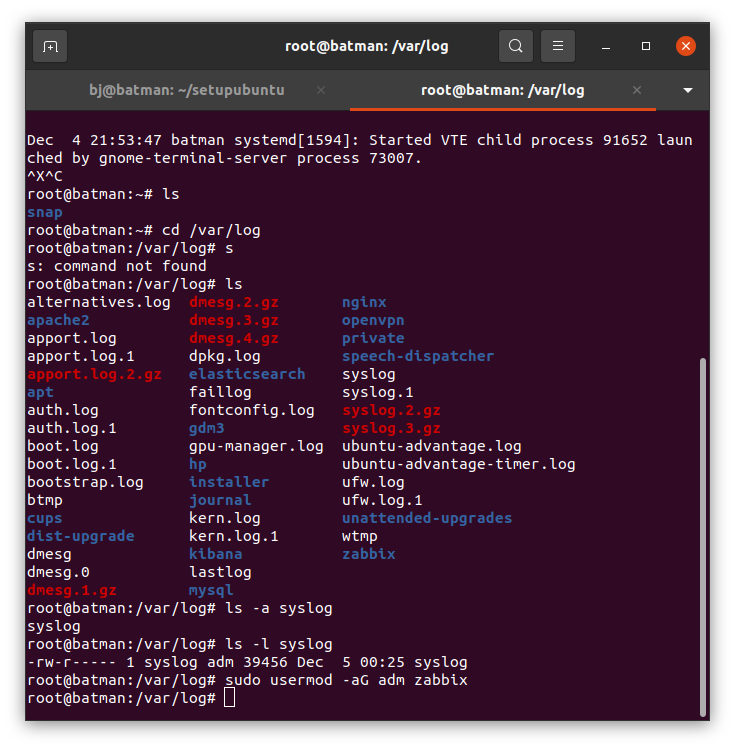 root@batman: /var/log
bj@batman: ~/setupubuntu
root@batman: /var/log
Dec  4 21:53:47 batman systemd[1594]: Started VTE child process 91652 laun
ched by gnome-terminal-server process 73007.
^X^C
root@batman:~# ls
snap
root@batman:~# cd /var/log
root@batman:/var/log# s
s: command not found
root@batman:/var/log# ls
alternatives.log  dmesg.2.gz       nginx
apache2           dmesg.3.gz       openvpn
apport.log        dmesg.4.gz       private
apport.log.1      dpkg.log         speech-dispatcher
apport.log.2.gz   elasticsearch    syslog
apt               faillog          syslog.1
auth.log          fontconfig.log   syslog.2.gz
auth.log.1        gdm3             syslog.3.gz
boot.log          gpu-manager.log  ubuntu-advantage.log
boot.log.1        hp               ubuntu-advantage-timer.log
bootstrap.log     installer        ufw.log
btmp              journal          ufw.log.1
cups              kern.log         unattended-upgrades
dist-upgrade      kern.log.1       wtmp
dmesg             kibana           zabbix
dmesg.0           lastlog
dmesg.1.gz        mysql
root@batman:/var/log# ls -a syslog
syslog
root@batman:/var/log# ls -l syslog
-rw-r----- 1 syslog adm 39456 Dec  5 00:25 syslog
root@batman:/var/log# sudo usermod -aG adm zabbix
root@batman:/var/log#